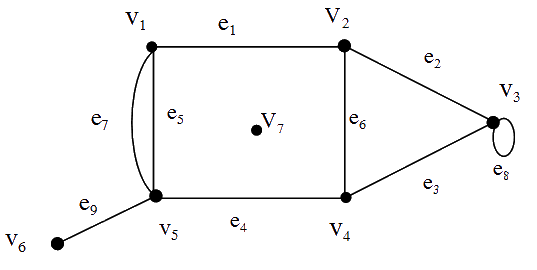 v₁
e₁
V₂
e₂
v₃
e₇
e₅
V₇
e₆
e₈
e₃
e₉
v₅
e₄
v₄
v₆